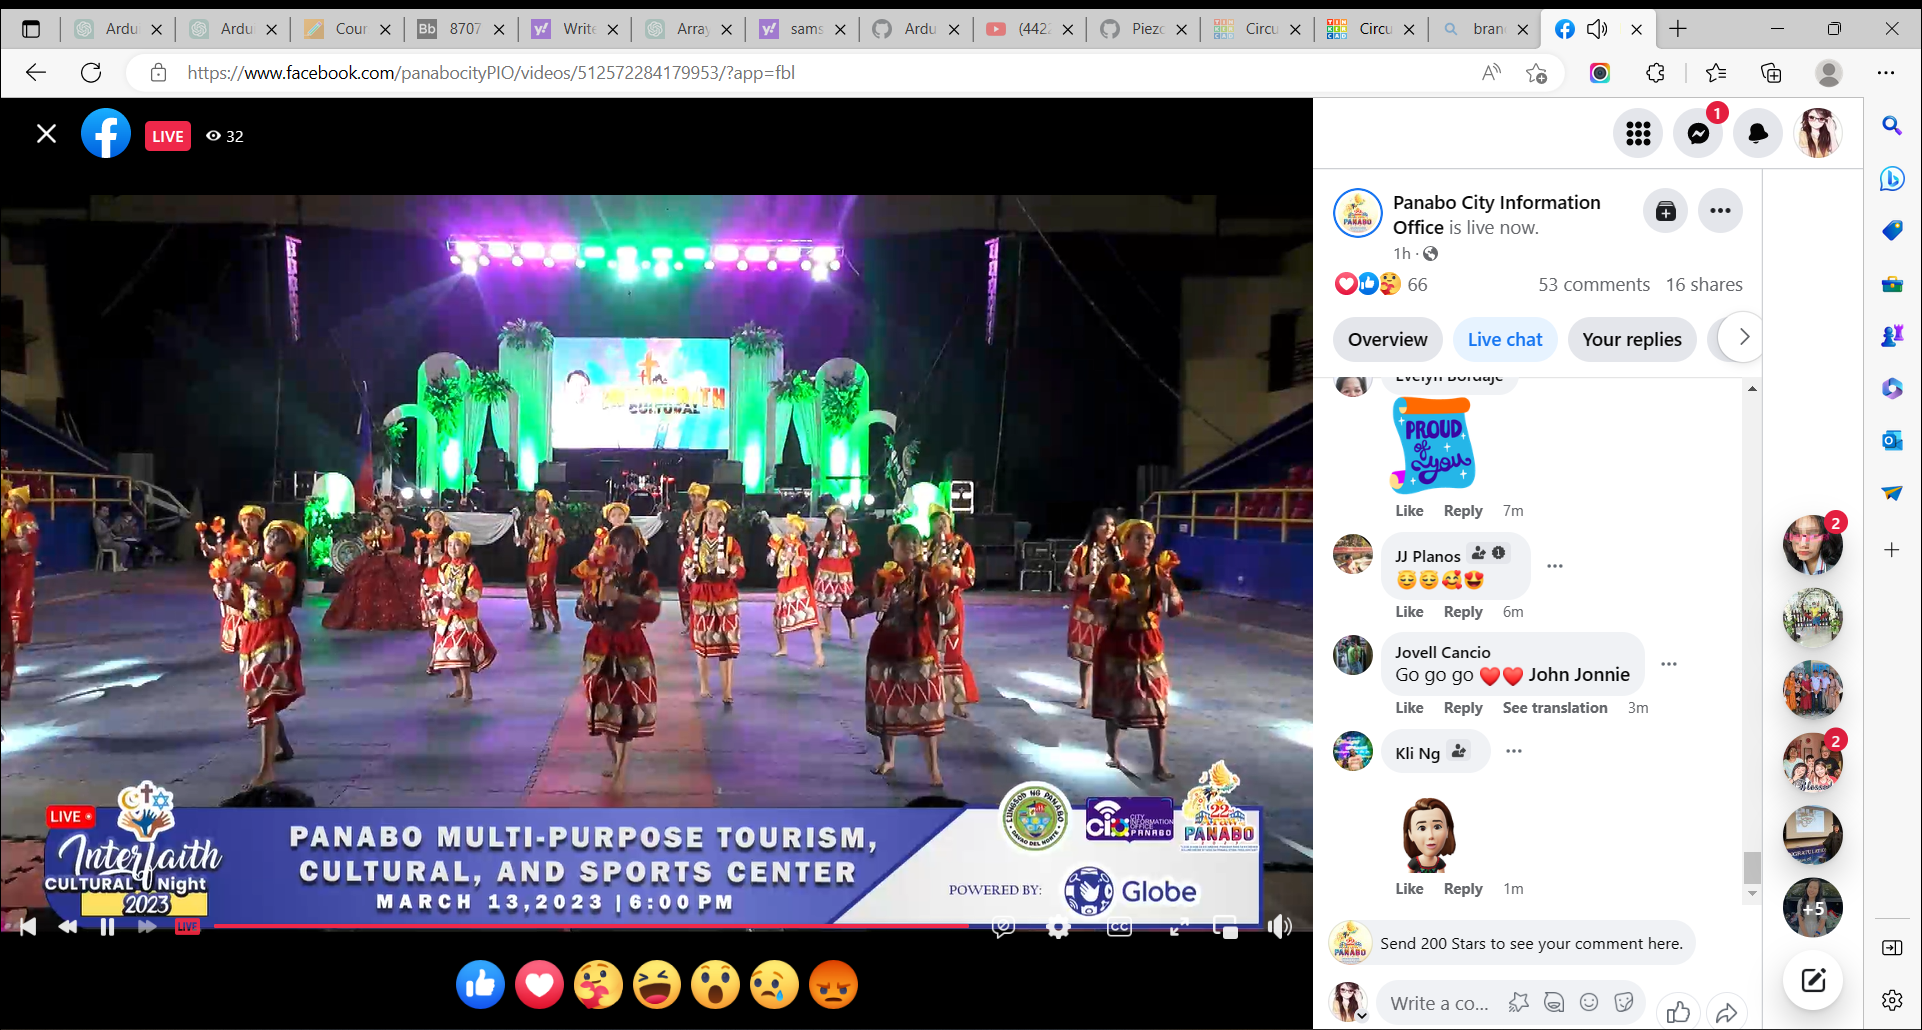 Ardu
Ardu
Cour
Bb 8707
Write
Array
sams
Ardu
(442
Piezc
Circu
Circu
bran
https://www.facebook.com/panabocityPIO/videos/512572284179953/?app=fbl
LIVE
32
1
Panabo City Information
Office is live now.
1h ·
66
53 comments 16 shares
Overview
Live chat
Your replies
Evelyn Bordaje
PROUD
of
you
Like Reply 7m
JJ Planos
Like Reply 6m
Jovell Cancio
Go go go ❤️❤️ John Jonnie
Like Reply See translation 3m
Kli Ng
Like Reply 1m
Send 200 Stars to see your comment here.
Write a co...
2
2
+5
CULTURAL
LIVE
Interfaith
CULTURAL Night
2023
PANABO MULTI-PURPOSE TOURISM,
CULTURAL, AND SPORTS CENTER
MARCH 13,2023 | 6:00 PM
LUNGSOD NG PANABO
DAVAO DEL NORTE
CIO
CITY
INFORMATION
OFFICE
PANABO
22
Araw
PANABO
POWERED BY:
Globe
LIVE
CC